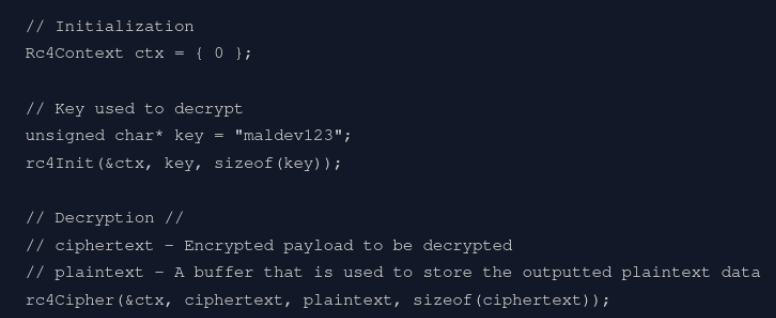 // Initialization
Rc4Context ctx = { 0 };
// Key used to decrypt
unsigned char* key = "maldev123";
rc4Init(&ctx, key, sizeof(key));
// Decryption //
// ciphertext - Encrypted payload to be decrypted
// plaintext - A buffer that is used to store the outputted plaintext data
rc4Cipher(&ctx, ciphertext, plaintext, sizeof(ciphertext));